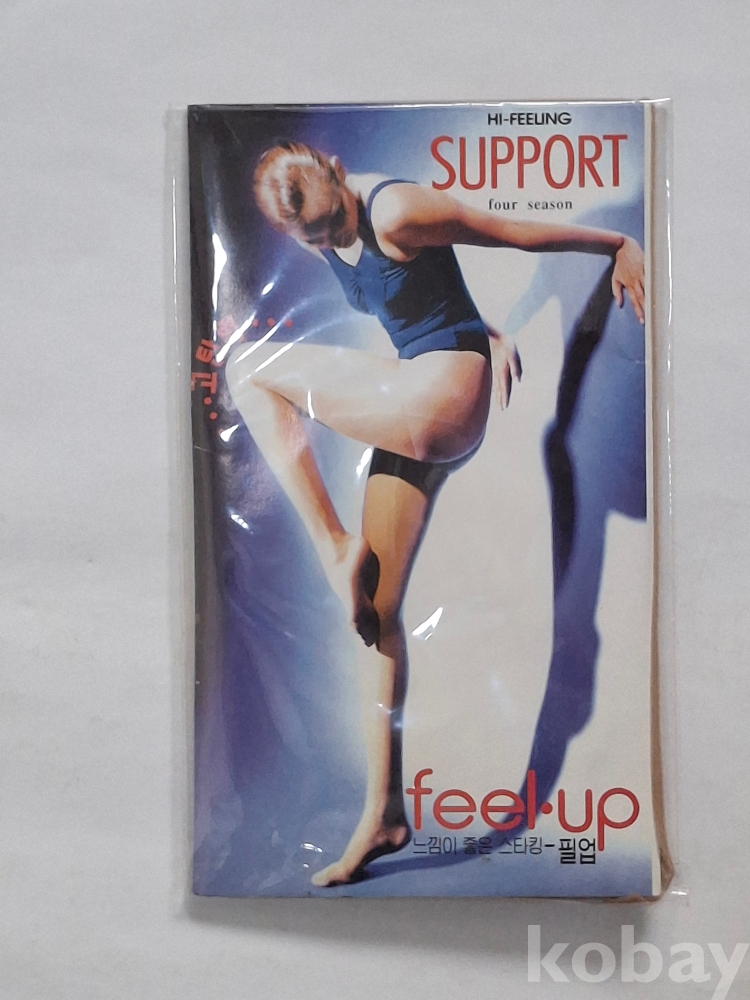 HI-FEELING
SUPPORT
four season
feel·up
느낌이 좋은 스타킹-필업
kobay